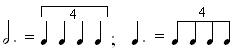 4 4
= ; =